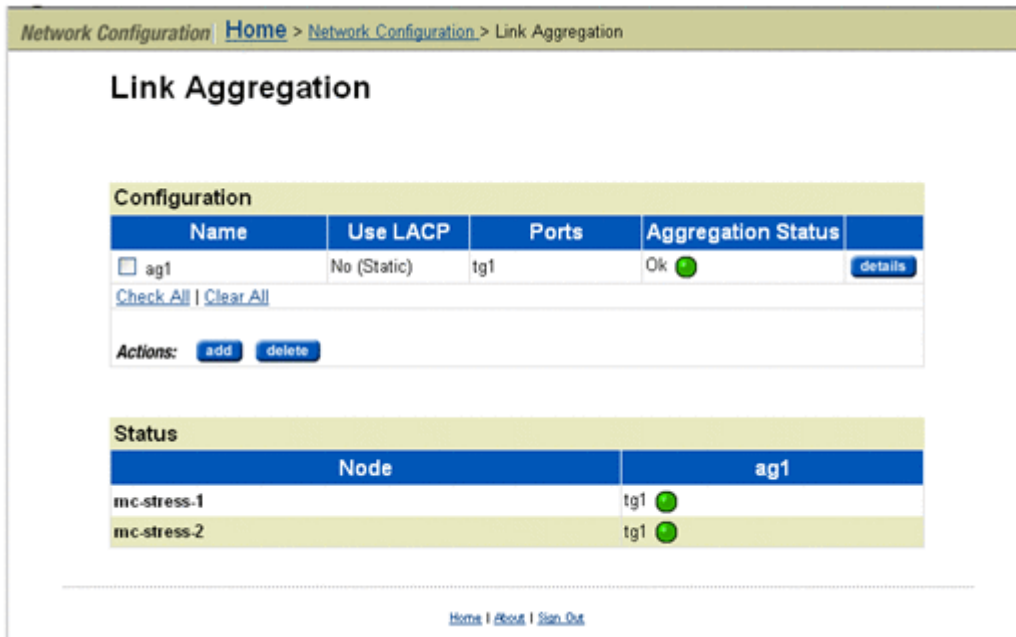 Network Configuration Home > Network Configuration > Link Aggregation
Link Aggregation
Configuration
Name Use LACP Ports Aggregation Status
ag1 No (Static) tg1 Ok details
Check All | Clear All
Actions: add delete
Status
Node ag1
mc-stress-1 tg1
mc-stress-2 tg1
Home | About | Sign Out